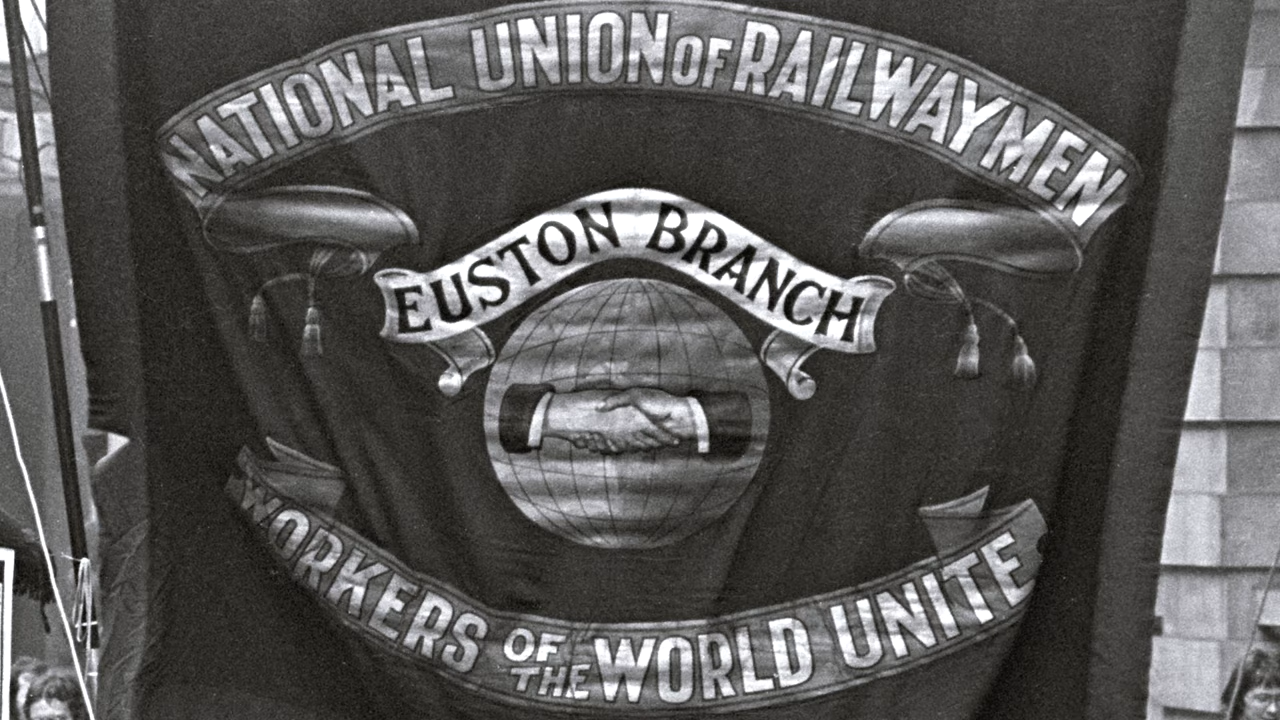 NATIONAL UNION OF RAILWAYMEN
EUSTON BRANCH
WORKERS OF THE WORLD UNITE